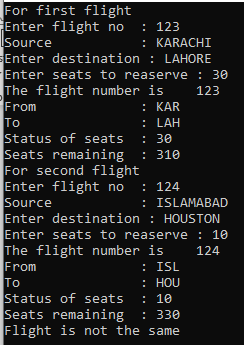 For first flight
Enter flight no  : 123
Source           : KARACHI
Enter destination : LAHORE
Enter seats to reaserve : 30
The flight number is    123
From             : KAR
To               : LAH
Status of seats  : 30
Seats remaining  : 310
For second flight
Enter flight no  : 124
Source           : ISLAMABAD
Enter destination : HOUSTON
Enter seats to reaserve : 10
The flight number is    124
From             : ISL
To               : HOU
Status of seats  : 10
Seats remaining  : 330
Flight is not the same